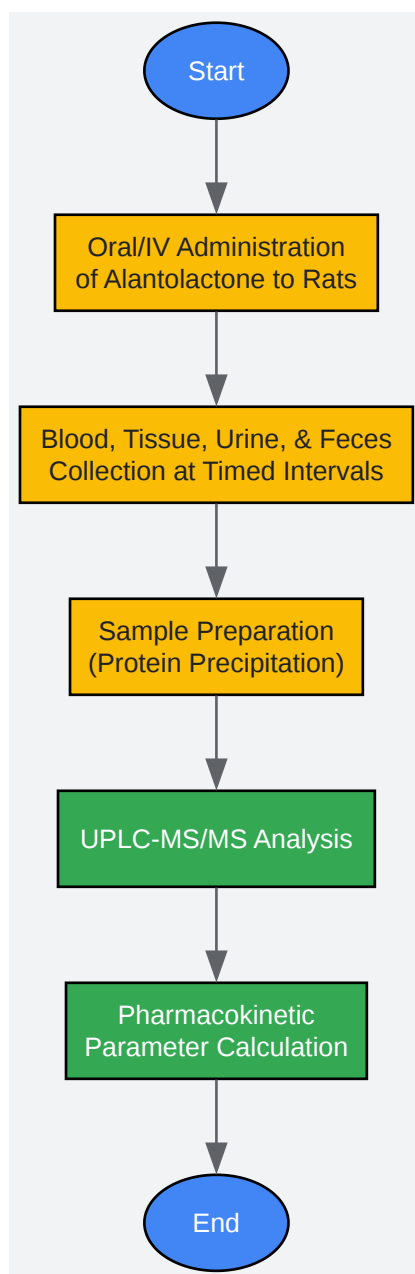 Start
Oral/IV Administration
of Alantolactone to Rats
Blood, Tissue, Urine, & Feces
Collection at Timed Intervals
Sample Preparation
(Protein Precipitation)
UPLC-MS/MS Analysis
Pharmacokinetic
Parameter Calculation
End